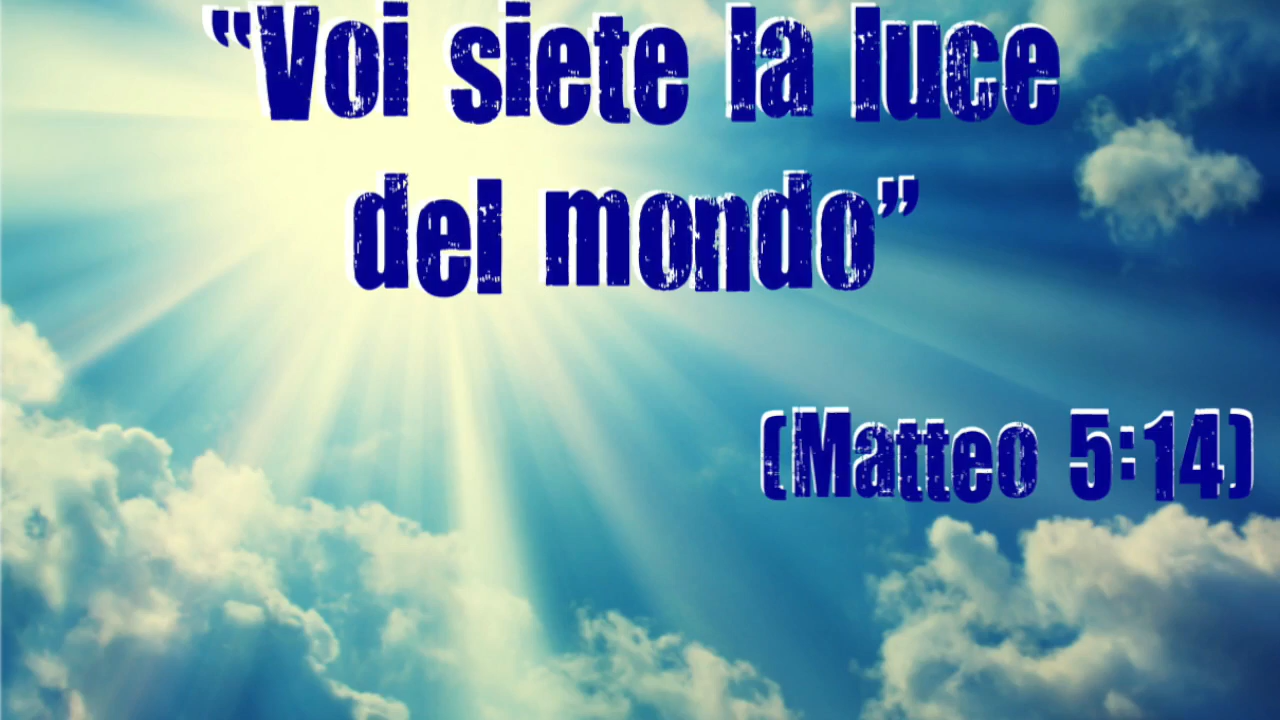 “Voi siete la luce
del mondo”
(Matteo 5:14)